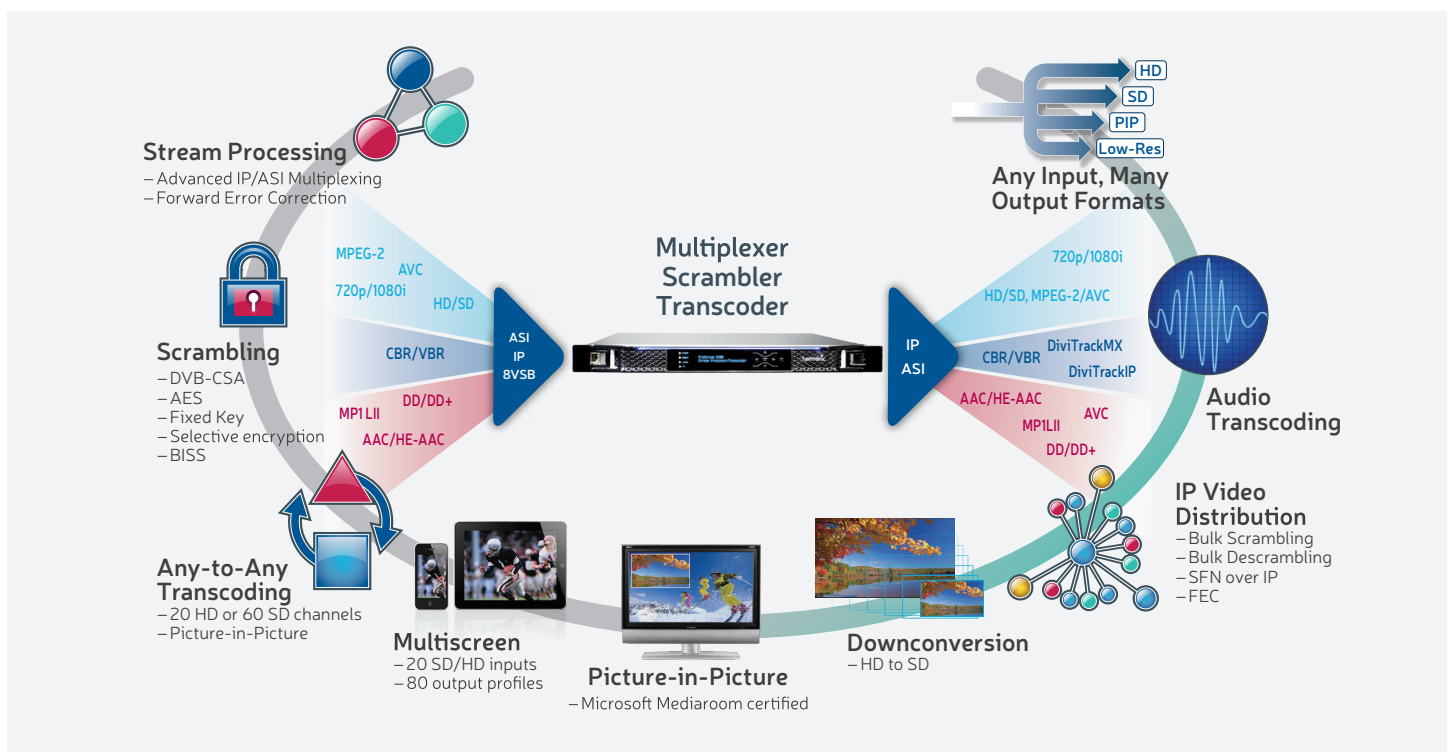 Stream Processing
– Advanced IP/ASI Multiplexing
– Forward Error Correction
Scrambling
– DVB-CSA
– AES
– Fixed Key
– Selective encryption
– BISS
Any-to-Any
Transcoding
– 20 HD or 60 SD channels
– Picture-in-Picture
MPEG-2
AVC
720p/1080i
HD/SD
CBR/VBR
DD/DD+
MP1 LII
AAC/HE-AAC
ASI
IP
8VSB
Multiplexer
Scrambler
Transcoder
IP
ASI
720p/1080i
HD/SD, MPEG-2/AVC
DiviTrackMX
CBR/VBR
DiviTrackIP
AAC/HE-AAC
AVC
MP1LII
DD/DD+
HD
SD
PIP
Low-Res
Any Input, Many
Output Formats
Audio
Transcoding
IP Video
Distribution
– Bulk Scrambling
– Bulk Descrambling
– SFN over IP
– FEC
Multiscreen
– 20 SD/HD inputs
– 80 output profiles
Picture-in-Picture
– Microsoft Mediaroom certified
Downconversion
– HD to SD